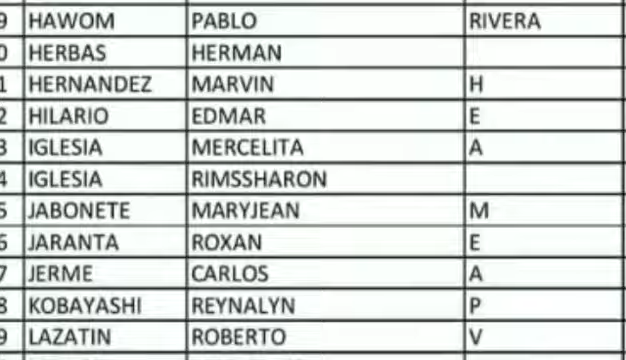 9 HAWOM PABLO RIVERA
0 HERBAS HERMAN
1 HERNANDEZ MARVIN H
2 HILARIO EDMAR E
3 IGLESIA MERCELITA A
4 IGLESIA RIMSSHARON
5 JABONETE MARYJEAN M
6 JARANTA ROXAN E
7 JERME CARLOS A
8 KOBAYASHI REYNALYN P
9 LAZATIN ROBERTO V